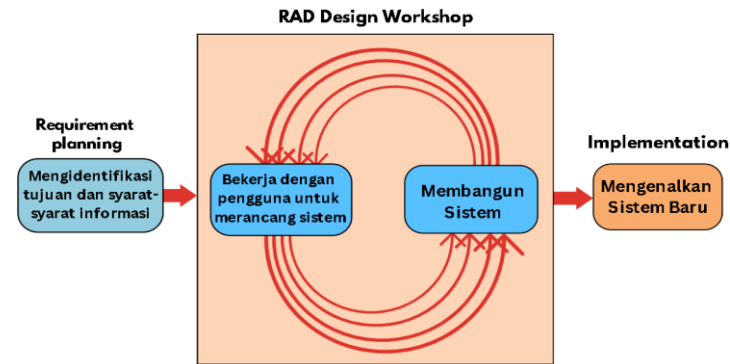 RAD Design Workshop
Requirement
planning
Mengidentifikasi
tujuan dan syarat-
syarat informasi
Bekerja dengan
pengguna untuk
merancang sistem
Membangun
Sistem
Implementation
Mengenalkan
Sistem Baru